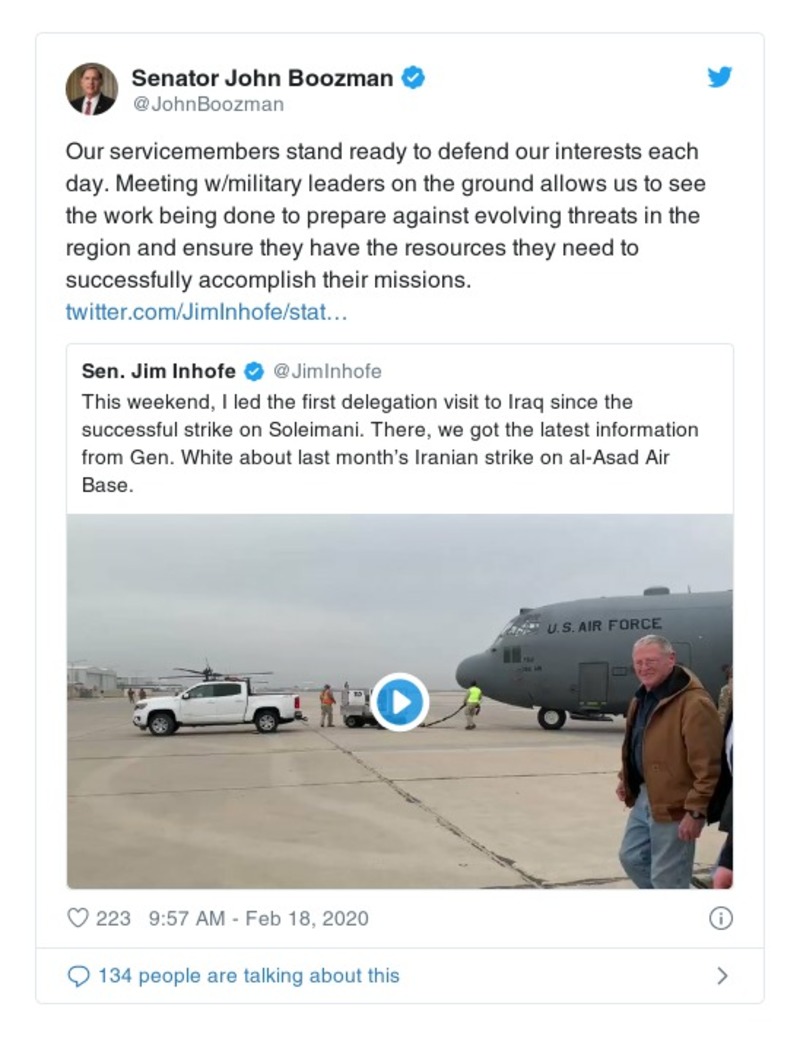 Senator John Boozman
@JohnBoozman
Our servicemembers stand ready to defend our interests each
day. Meeting w/military leaders on the ground allows us to see
the work being done to prepare against evolving threats in the
region and ensure they have the resources they need to
successfully accomplish their missions.
twitter.com/JimInhofe/stat…
Sen. Jim Inhofe @JimInhofe
This weekend, I led the first delegation visit to Iraq since the
successful strike on Soleimani. There, we got the latest information
from Gen. White about last month’s Iranian strike on al-Asad Air
Base.
U.S. AIR FORCE
223 9:57 AM - Feb 18, 2020
134 people are talking about this